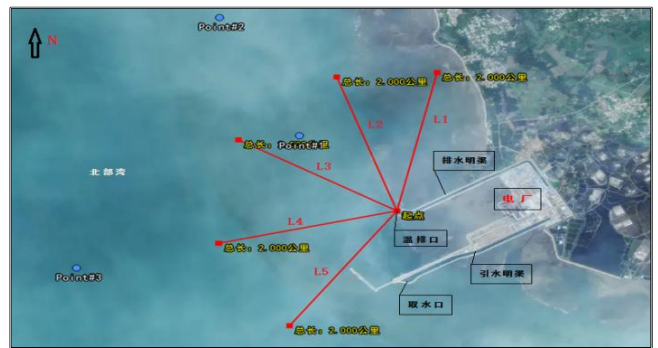 Point#2
N
总长: 2.000公里
总长: 2.000公里
L2
L1
总长:
Point#1
里
L3
排水明渠
北部湾
电厂
起点
L4
温排口
总长: 2.000公里
L5
引水明渠
Point#3
取水口
总长: 2.000公里